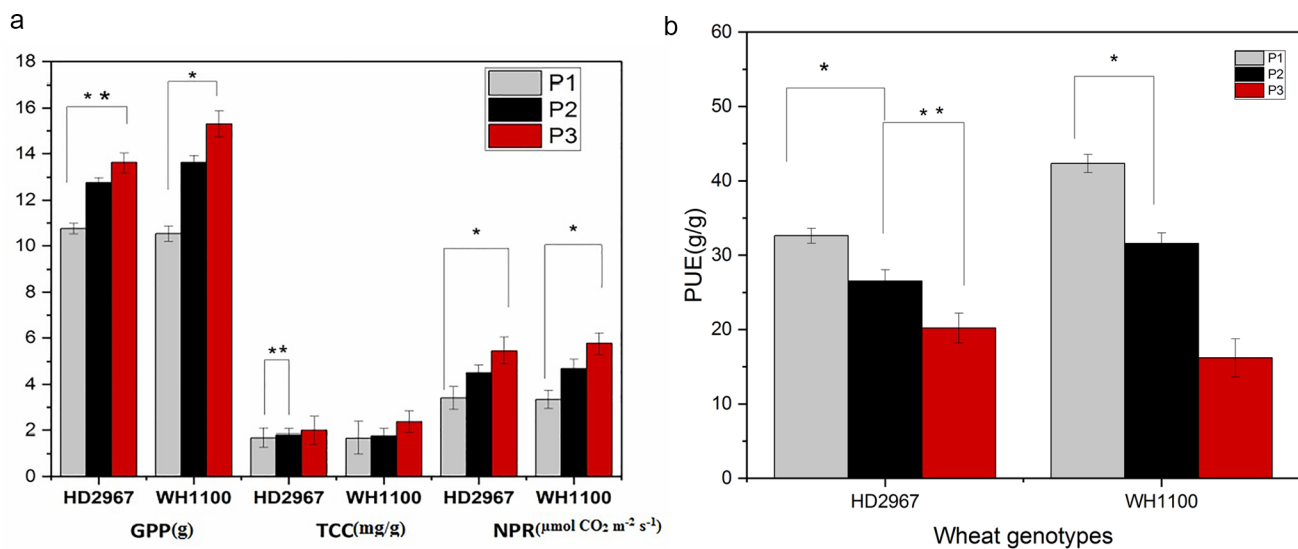 a
18
16
14
12
10
8
6
4
2
0
**
*
**
*
*
P1
P2
P3
HD2967 WH1100 HD2967 WH1100 HD2967 WH1100
GPP(g) TCC(mg/g) NPR(µmol CO₂ m⁻² s⁻¹)
b
PUE(g/g)
60
50
40
30
20
10
0
*
**
*
P1
P2
P3
HD2967 WH1100
Wheat genotypes